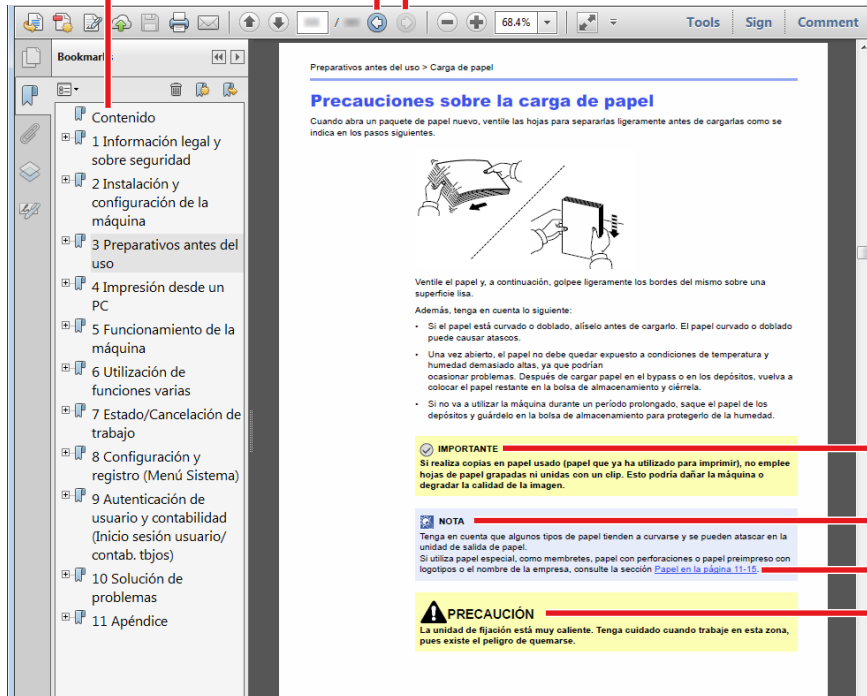 /
68.4%
Tools
Sign
Comment
Bookmar
Contenido
1 Información legal y
sobre seguridad
2 Instalación y
configuración de la
máquina
3 Preparativos antes del
uso
4 Impresión desde un
PC
5 Funcionamiento de la
máquina
6 Utilización de
funciones varias
7 Estado/Cancelación de
trabajo
8 Configuración y
registro (Menú Sistema)
9 Autenticación de
usuario y contabilidad
(Inicio sesión usuario/
contab. tbjos)
10 Solución de
problemas
11 Apéndice
Preparativos antes del uso > Carga de papel
Precauciones sobre la carga de papel
Cuando abra un paquete de papel nuevo, ventile las hojas para separarlas ligeramente antes de cargarlas como se
indica en los pasos siguientes.
Ventile el papel y, a continuación, golpee ligeramente los bordes del mismo sobre una
superficie lisa.
Además, tenga en cuenta lo siguiente:
• Si el papel está curvado o doblado, alíselo antes de cargarlo. El papel curvado o doblado
puede causar atascos.
• Una vez abierto, el papel no debe quedar expuesto a condiciones de temperatura y
humedad demasiado altas, ya que podrían
ocasionar problemas. Después de cargar papel en el bypass o en los depósitos, vuelva a
colocar el papel restante en la bolsa de almacenamiento y ciérrela.
• Si no va a utilizar la máquina durante un período prolongado, saque el papel de los
depósitos y guárdelo en la bolsa de almacenamiento para protegerlo de la humedad.
IMPORTANTE
Si realiza copias en papel usado (papel que ya ha utilizado para imprimir), no emplee
hojas de papel grapadas ni unidas con un clip. Esto podría dañar la máquina o
degradar la calidad de la imagen.
NOTA
Tenga en cuenta que algunos tipos de papel tienden a curvarse y se pueden atascar en la
unidad de salida de papel.
Si utiliza papel especial, como membretes, papel con perforaciones o papel preimpreso con
logotipos o el nombre de la empresa, consulte la sección Papel en la página 11-15.
PRECAUCIÓN
La unidad de fijación está muy caliente. Tenga cuidado cuando trabaje en esta zona,
pues existe el peligro de quemarse.